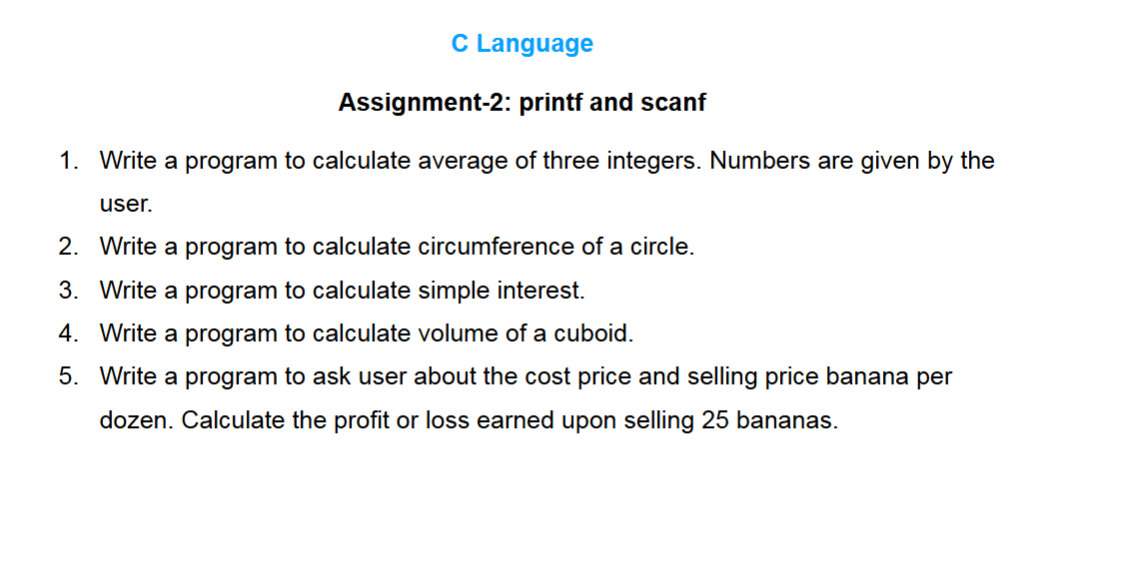 C Language
Assignment-2: printf and scanf
1. Write a program to calculate average of three integers. Numbers are given by the
user.
2. Write a program to calculate circumference of a circle.
3. Write a program to calculate simple interest.
4. Write a program to calculate volume of a cuboid.
5. Write a program to ask user about the cost price and selling price banana per
dozen. Calculate the profit or loss earned upon selling 25 bananas.